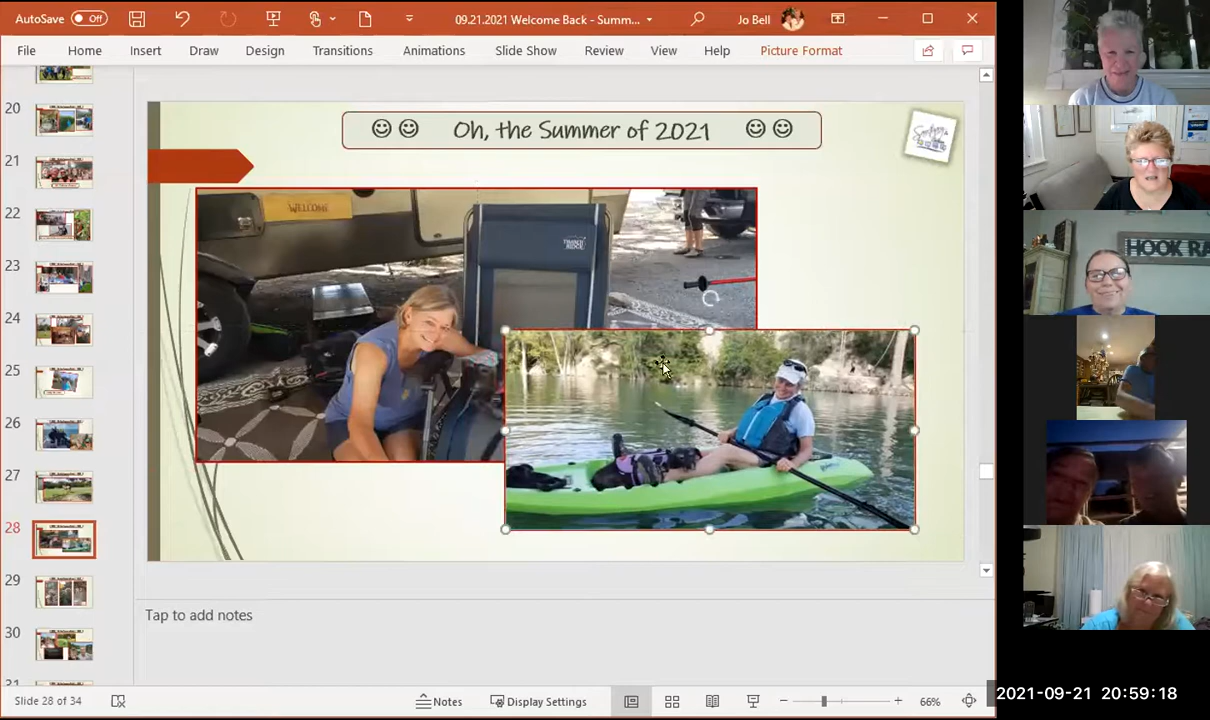 AutoSave Off
09.21.2021 Welcome Back - Summ...
Jo Bell
File Home Insert Draw Design Transitions Animations Slide Show Review View Help Picture Format
20
21
22
23
24
25
26
27
28
29
30
31
Oh, the Summer of 2021
WELCOME
TIMBER RIDGE
HOOK RA
Tap to add notes
Slide 28 of 34
Notes
Display Settings
66%
2021-09-21 20:59:18